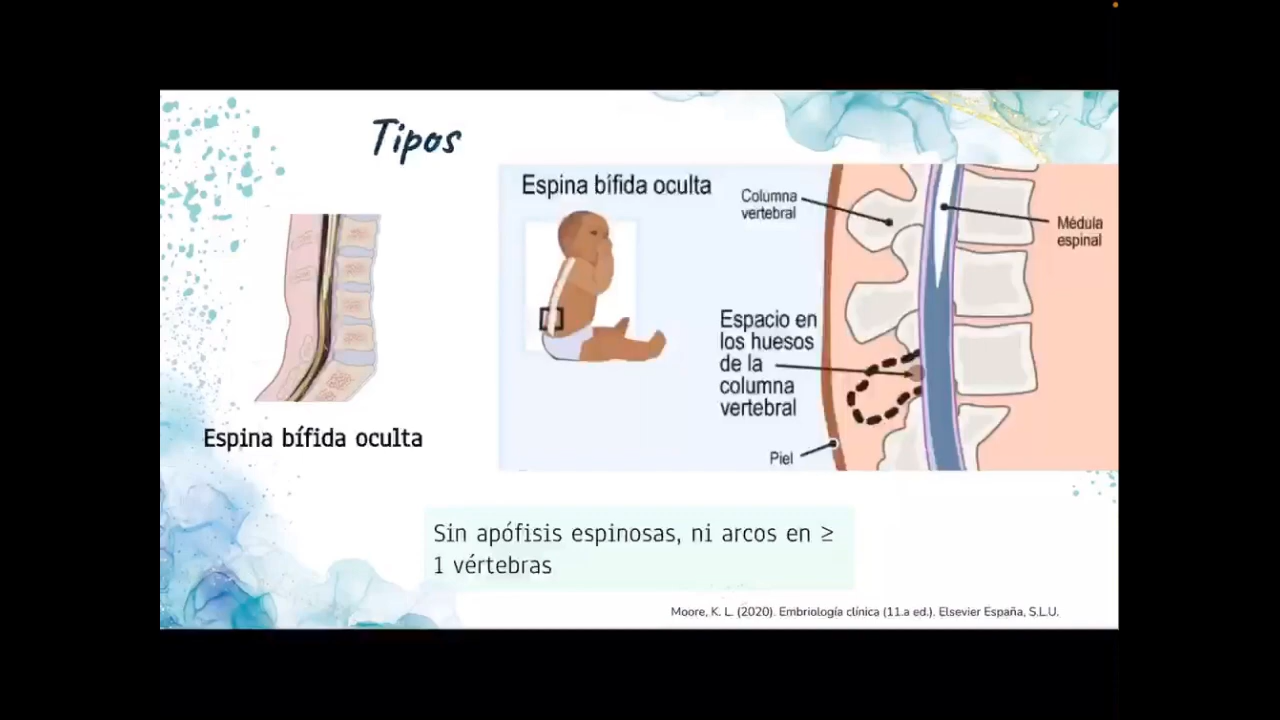 Tipos
Espina bífida oculta
Columna
vertebral
Médula
espinal
Espacio en
los huesos
de la
columna
vertebral
Piel
Espina bífida oculta
Sin apófisis espinosas, ni arcos en ≥
1 vértebras
Moore, K. L. (2020). Embriología clínica (11.a ed.). Elsevier España, S.L.U.